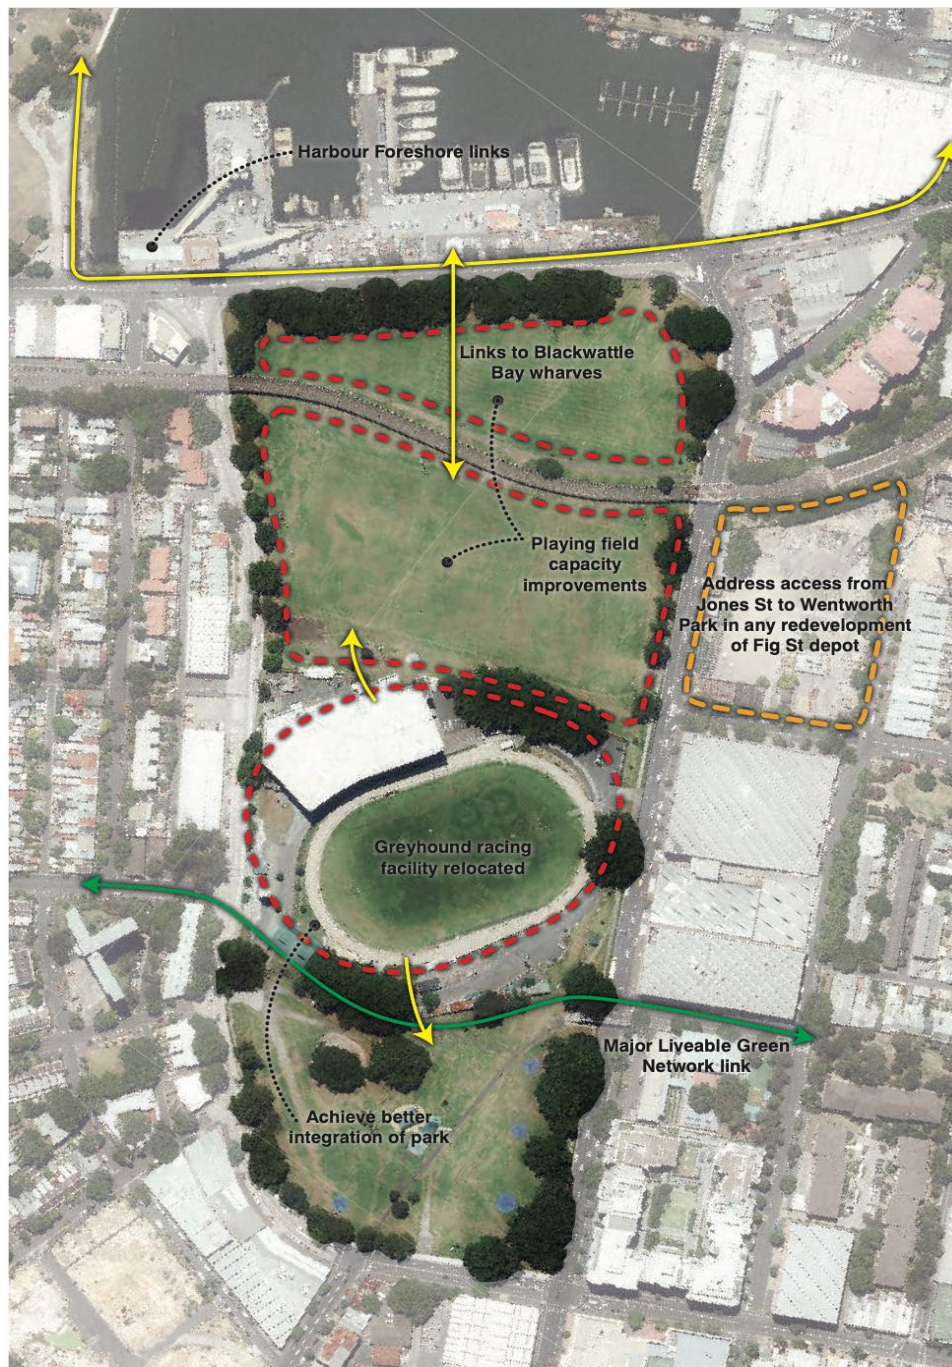 Harbour Foreshore links
Links to Blackwattle
Bay wharves
Playing field
capacity
improvements
Address access from
Jones St to Wentworth
Park in any redevelopment
of Fig St depot
Greyhound racing
facility relocated
Major Liveable Green
Network link
Achieve better
integration of park